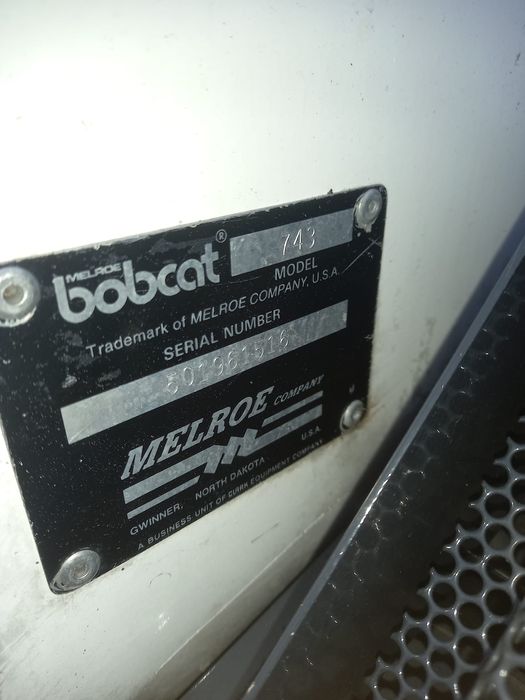 MELROE
bobcat® 743
MODEL
Trademark of MELROE COMPANY, U.S.A.
SERIAL NUMBER
501961516
MELROE COMPANY
U.S.A.
GWINNER, NORTH DAKOTA
A BUSINESS UNIT OF CLARK EQUIPMENT COMPANY